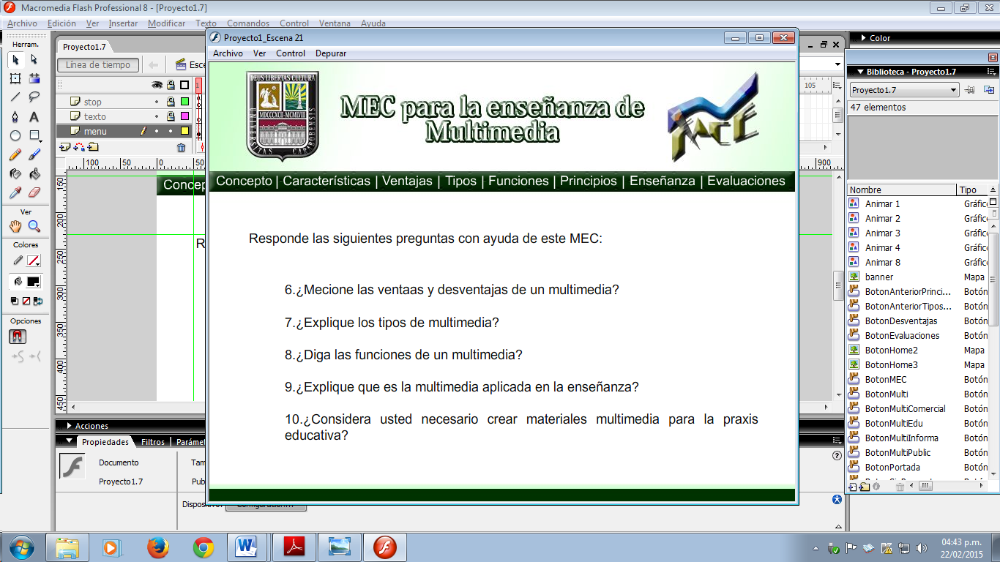 Macromedia Flash Professional 8 - [Proyecto1.7]
Archivo Edición Ver Insertar Modificar Texto Comandos Control Ventana Ayuda
Herram.
Ver
Colores
Opciones
Proyecto1.7
Línea de tiempo
Esce
stop
texto
menu
1
105
100 50 0 50
900
150
200
250
300
350
400
450
Concep
R
Proyecto1_Escena 21
Archivo Ver Control Depurar
DEUS LIBERTAS CULTURA
MDCCCXCII-MCMLVIII
MEC para la enseñanza de
Multimedia
FACE
Concepto | Características | Ventajas | Tipos | Funciones | Principios | Enseñanza | Evaluaciones
Responde las siguientes preguntas con ayuda de este MEC:
6.¿Mecione las ventaas y desventajas de un multimedia?
7.¿Explique los tipos de multimedia?
8.¿Diga las funciones de un multimedia?
9.¿Explique que es la multimedia aplicada en la enseñanza?
10.¿Considera usted necesario crear materiales multimedia para la praxis
educativa?
Acciones
Propiedades Filtros Parámet
Documento
Proyecto1.7
Tam
Pub
Dispositivo:
Color
Biblioteca - Proyecto1.7
Proyecto1.7
47 elementos
Nombre Tipo
Animar 1 Gráfic
Animar 2 Gráfic
Animar 3 Gráfic
Animar 4 Gráfic
Animar 8 Gráfic
banner Mapa
BotonAnteriorPrinci... Botón
BotonAnteriorTipos... Botón
BotonDesventajas Botón
BotonEvaluaciones Botón
BotonHome2 Mapa
BotonHome3 Mapa
BotonMEC Botón
BotonMulti Botón
BotonMultiComercial Botón
BotonMultiEdu Botón
BotonMultiInforma Botón
BotonMultiPublic Botón
BotonPortada Botón
04:43 p.m.
22/02/2015